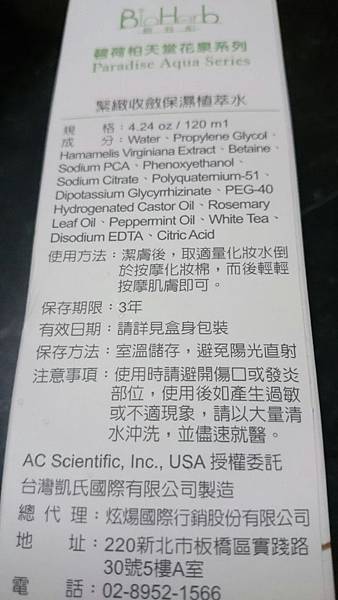 BioHerb
碧荷柏
碧荷柏天堂花泉系列
Paradise Aqua Series
緊緻收斂保濕植萃水
規 格：4.24 oz / 120 m1
成 分：Water、Propylene Glycol、
Hamamelis Virginiana Extract、Betaine、
Sodium PCA、Phenoxyethanol、
Sodium Citrate、Polyquaternium-51、
Dipotassium Glycyrrhizinate、PEG-40
Hydrogenated Castor Oil、Rosemary
Leaf Oil、Peppermint Oil、White Tea、
Disodium EDTA、Citric Acid
使用方法：潔膚後，取適量化妝水倒
於按摩化妝棉，而後輕輕
按摩肌膚即可。
保存期限：3年
有效日期：請詳見盒身包裝
保存方法：室溫儲存，避免陽光直射
注意事項：使用時請避開傷口或發炎
部位，使用後如產生過敏
或不適現象，請以大量清
水沖洗，並儘速就醫。
AC Scientific, Inc., USA 授權委託
台灣凱氏國際有限公司製造
總 代 理：炫煬國際行銷股份有限公司
地 址：220新北市板橋區實踐路
30號5樓A室
電 話：02-8952-1566